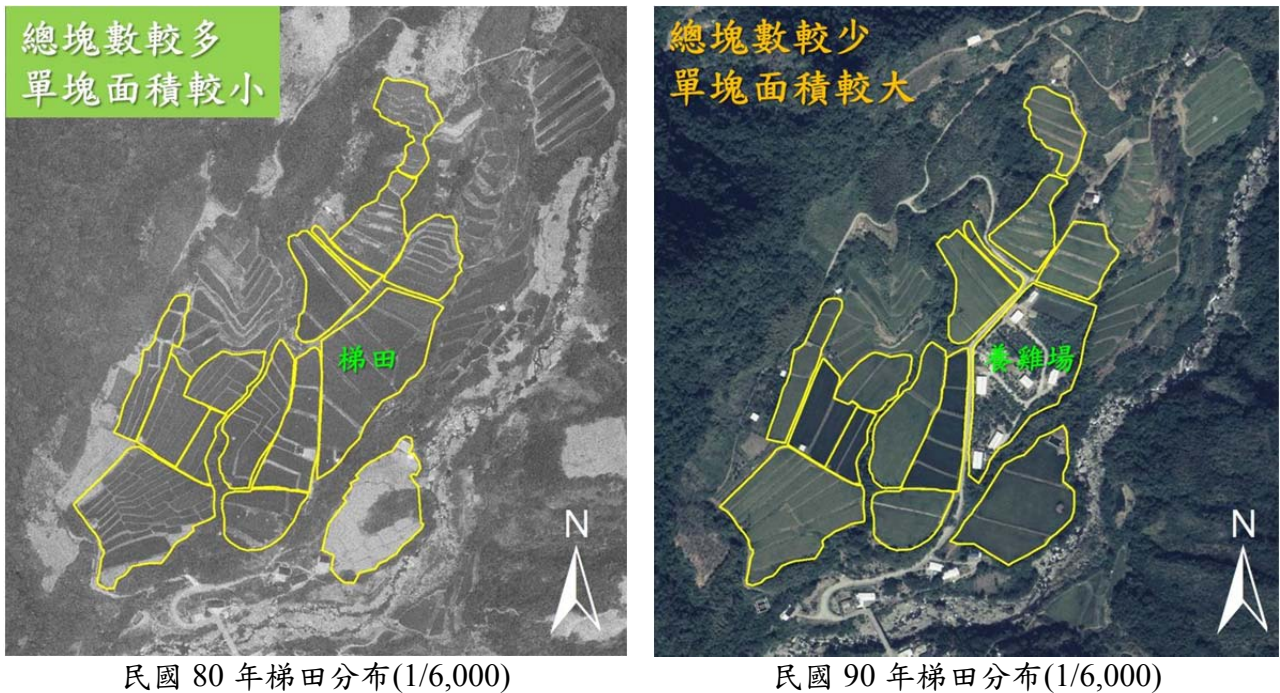 總塊數較多
單塊面積較小
梯田
N
民國 80 年梯田分布(1/6,000)
總塊數較少
單塊面積較大
養雞場
N
民國 90 年梯田分布(1/6,000)